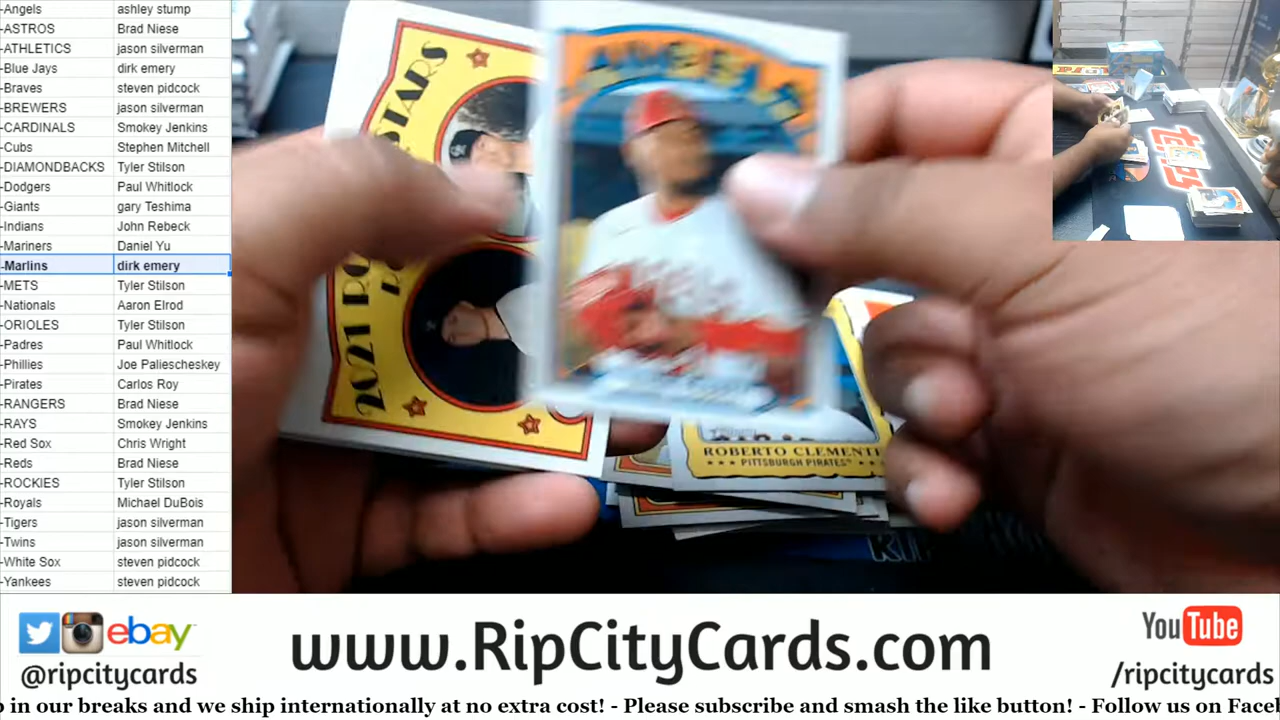 -Angels ashley stump
-ASTROS Brad Niese
-ATHLETICS jason silverman
-Blue Jays dirk emery
-Braves steven pidcock
-BREWERS jason silverman
-CARDINALS Smokey Jenkins
-Cubs Stephen Mitchell
-DIAMONDBACKS Tyler Stilson
-Dodgers Paul Whitlock
-Giants gary Teshima
-Indians John Rebeck
-Mariners Daniel Yu
-Marlins dirk emery
-METS Tyler Stilson
-Nationals Aaron Elrod
-ORIOLES Tyler Stilson
-Padres Paul Whitlock
-Phillies Joe Paliescheskey
-Pirates Carlos Roy
-RANGERS Brad Niese
-RAYS Smokey Jenkins
-Red Sox Chris Wright
-Reds Brad Niese
-ROCKIES Tyler Stilson
-Royals Michael DuBois
-Tigers jason silverman
-Twins jason silverman
-White Sox steven pidcock
-Yankees steven pidcock
STARS
2021
ANGELS
ROBERTO CLEMENTE
PITTSBURGH PIRATES
topps
ebay
@ripcitycards
www.RipCityCards.com
YouTube
/ripcitycards
in our breaks and we ship internationally at no extra cost! - Please subscribe and smash the like button! - Follow us on